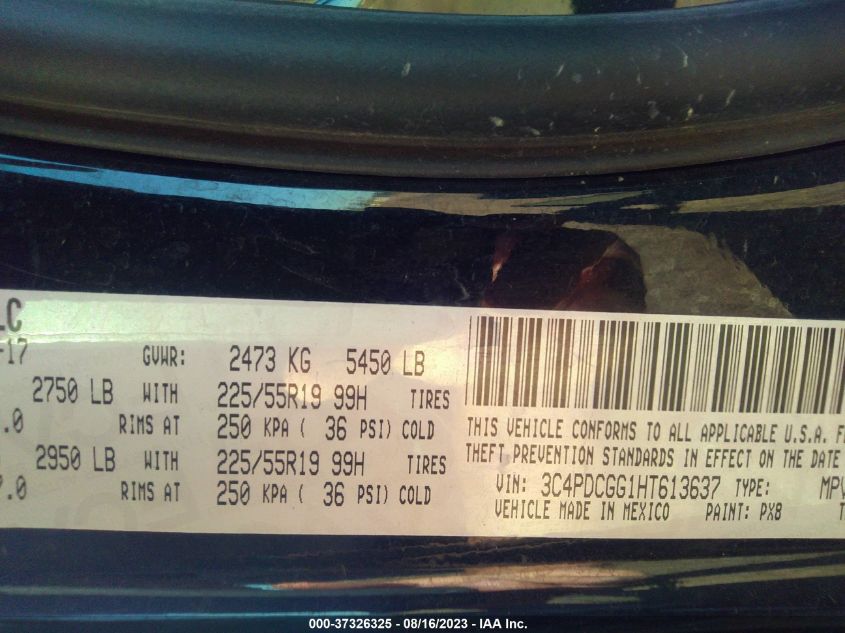 LC
-17 GVWR: 2473 KG 5450 LB
2750 LB WITH 225/55R19 99H TIRES
.0 RIMS AT 250 KPA ( 36 PSI) COLD
2950 LB WITH 225/55R19 99H TIRES
.0 RIMS AT 250 KPA ( 36 PSI) COLD
THIS VEHICLE CONFORMS TO ALL APPLICABLE U.S.A. F
THEFT PREVENTION STANDARDS IN EFFECT ON THE DATE
VIN: 3C4PDCGG1HT613637 TYPE: MPV
VEHICLE MADE IN MEXICO PAINT: PX8
000-37326325 - 08/16/2023 - IAA Inc.